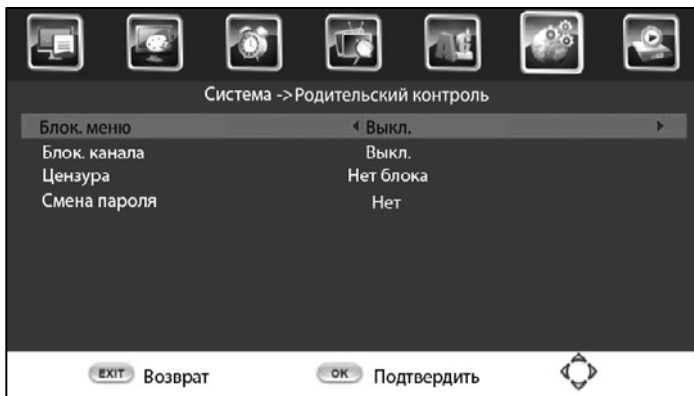 Система ->Родительский контроль
Блок. меню Выкл.
Блок. канала Выкл.
Цензура Нет блока
Смена пароля Нет
EXIT Возврат OK Подтвердить